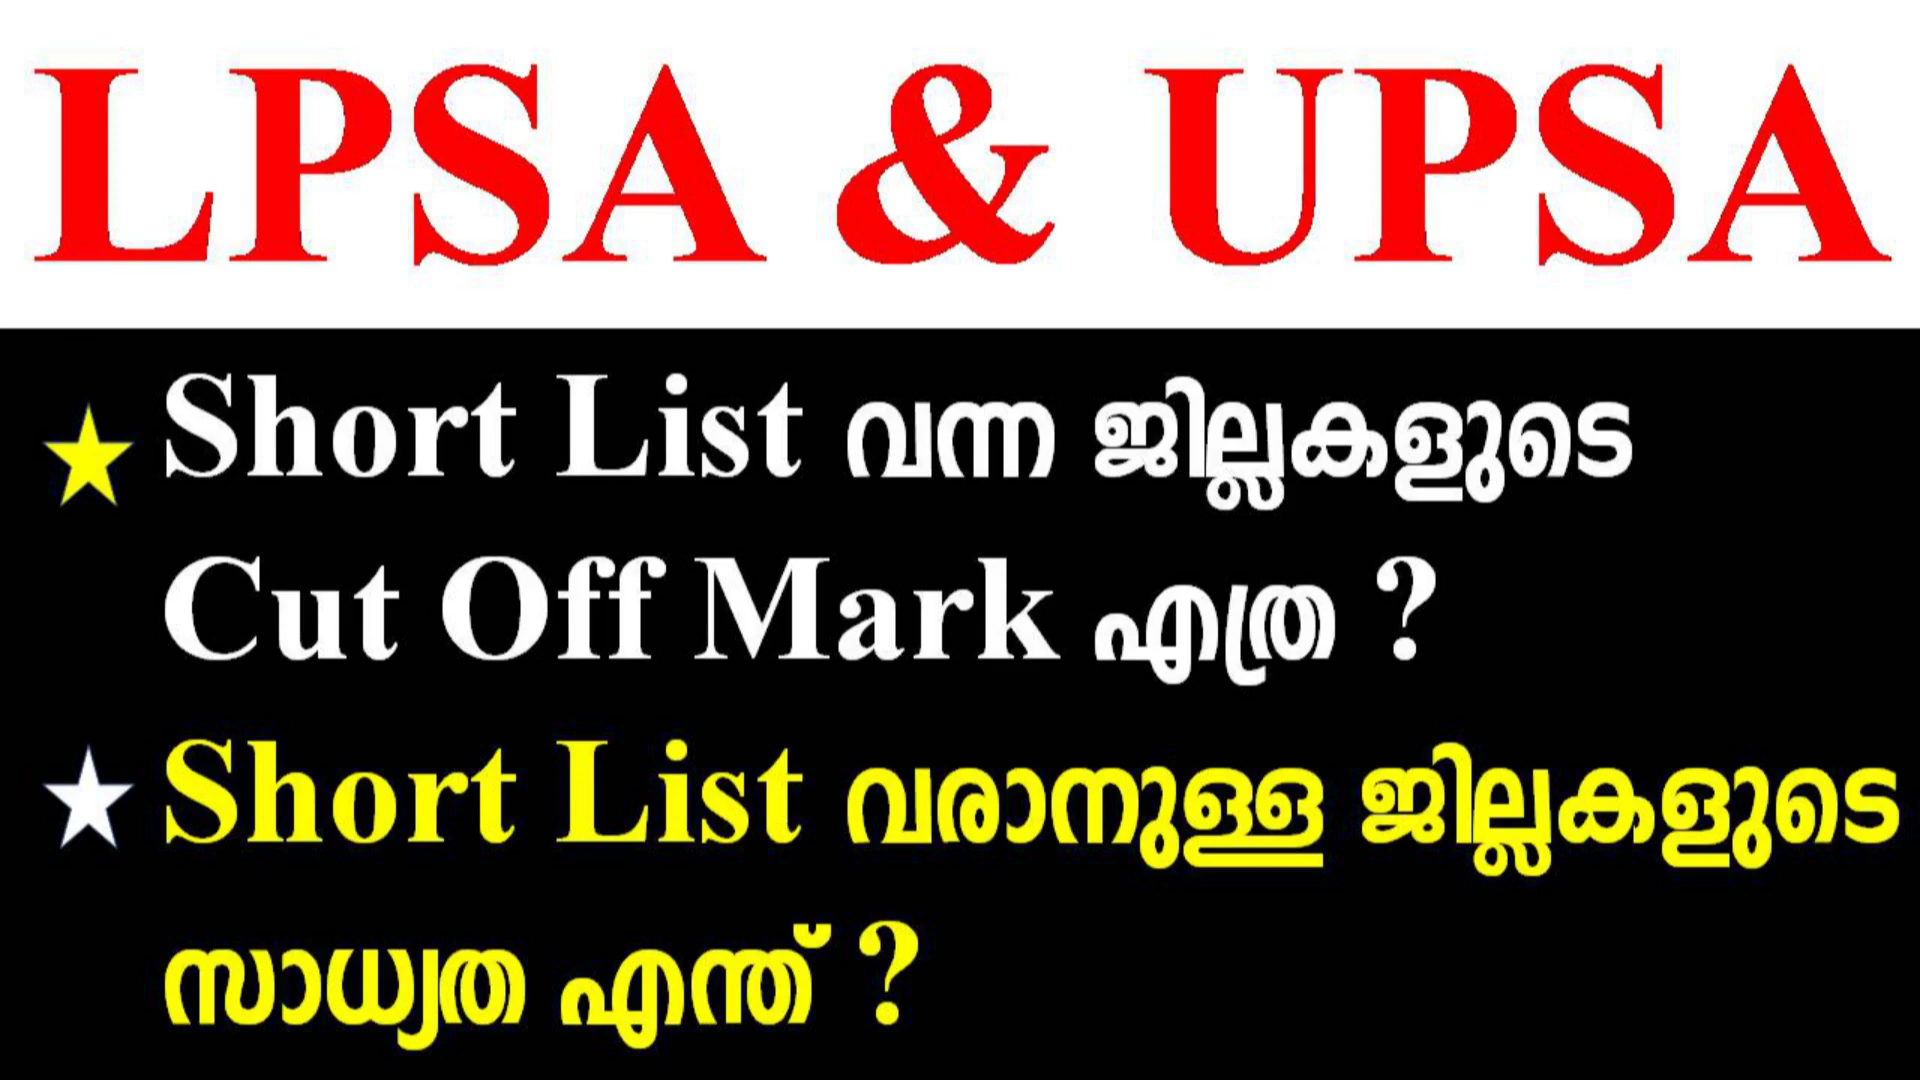 LPSA & UPSA
Short List വന്ന ജില്ലകളുടെ
Cut Off Mark എത്ര ?
Short List വരാനുള്ള ജില്ലകളുടെ
സാധ്യത എന്ത് ?